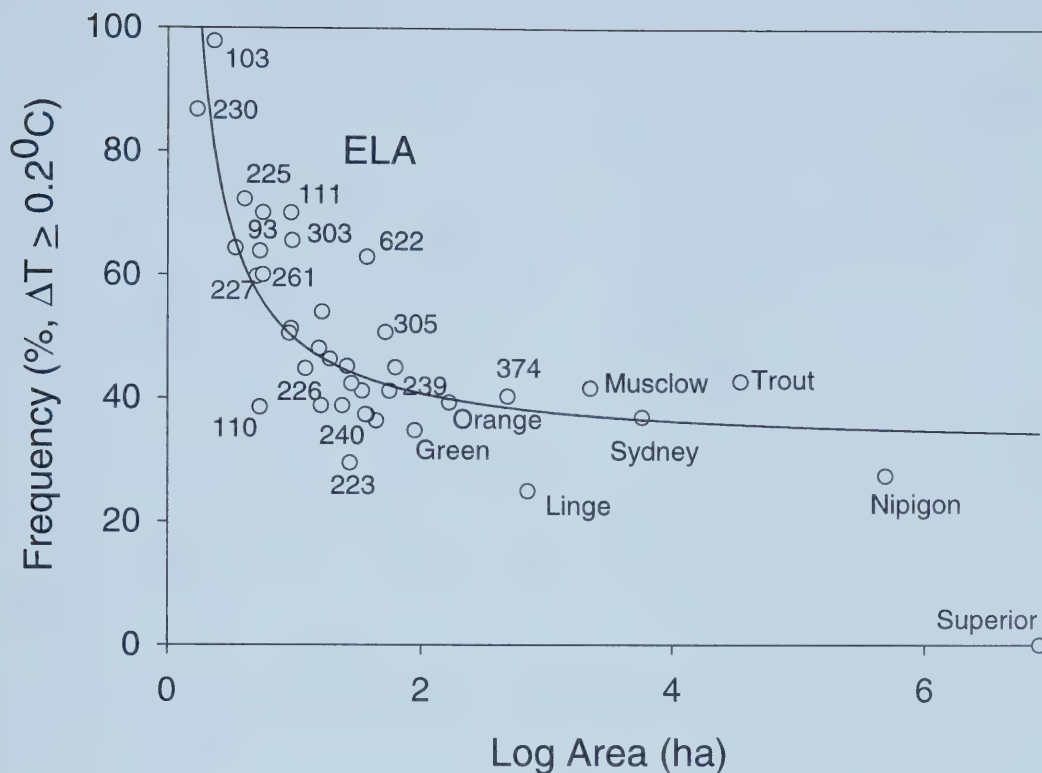 100
80
60
40
20
0
Frequency (%, ΔT ≥ 0.2⁰C)
ELA
103
230
225
111
93
303
622
227
261
305
226
239
374
Musclow
Trout
110
240
Orange
Green
Sydney
223
Linge
Nipigon
Superior
0
2
4
6
Log Area (ha)